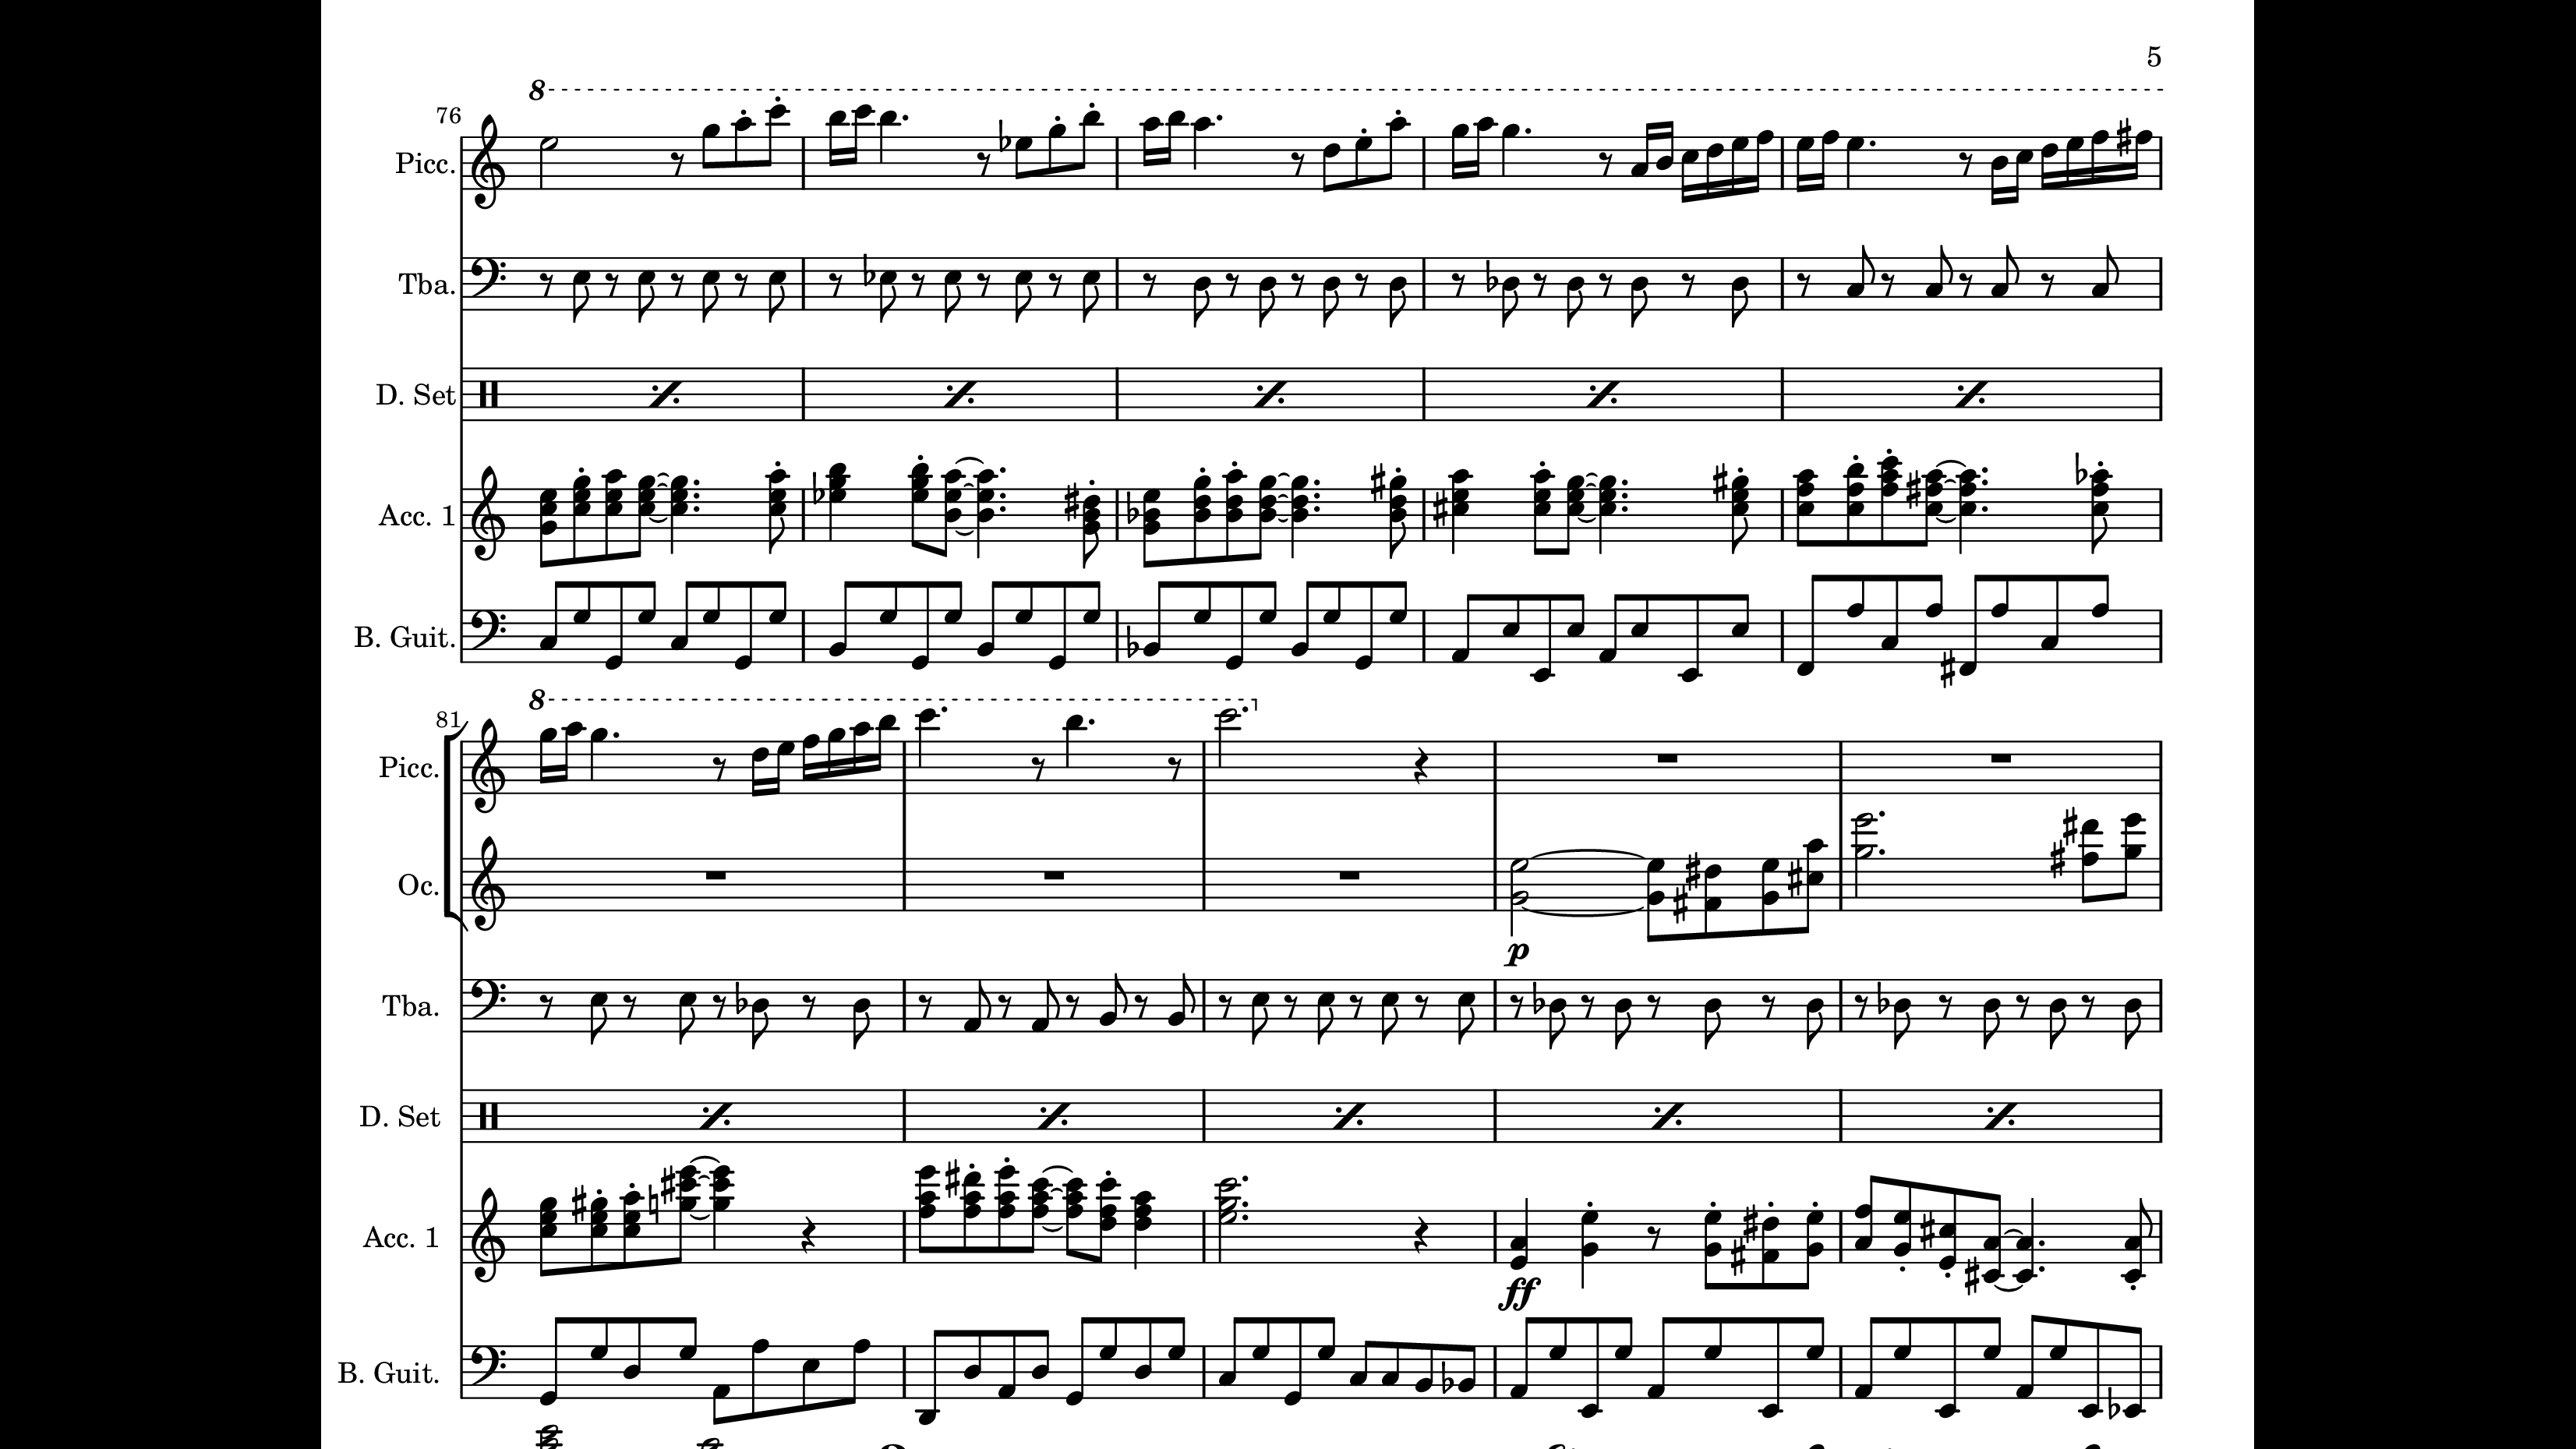 5
8
76
Picc.
Tba.
D. Set
Acc. 1
B. Guit.
8
81
Picc.
Oc.
p
Tba.
D. Set
Acc. 1
ff
B. Guit.